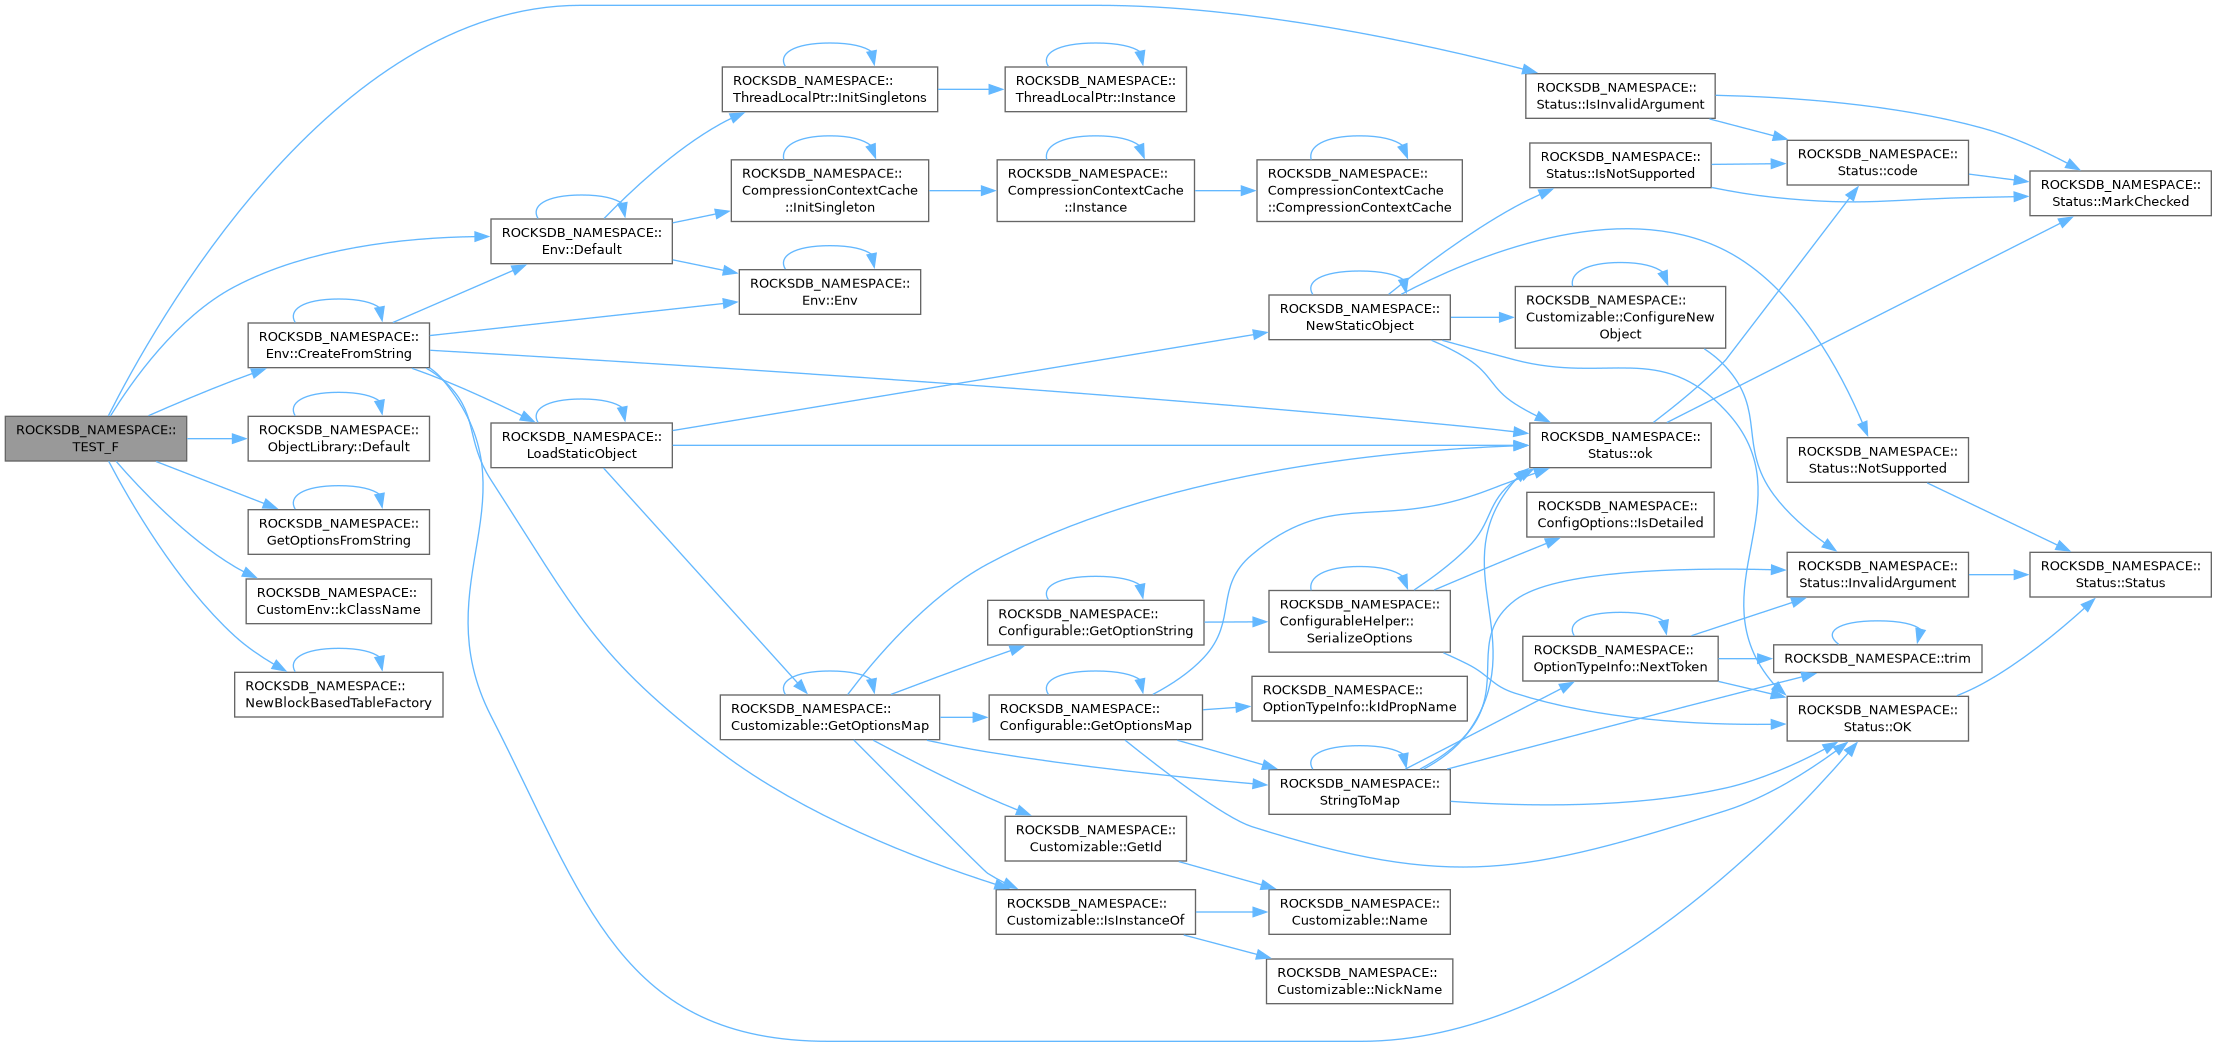 ROCKSDB_NAMESPACE::
TEST_F
ROCKSDB_NAMESPACE::
Env::CreateFromString
ROCKSDB_NAMESPACE::
ObjectLibrary::Default
ROCKSDB_NAMESPACE::
GetOptionsFromString
ROCKSDB_NAMESPACE::
CustomEnv::kClassName
ROCKSDB_NAMESPACE::
NewBlockBasedTableFactory
ROCKSDB_NAMESPACE::
Env::Default
ROCKSDB_NAMESPACE::
LoadStaticObject
ROCKSDB_NAMESPACE::
ThreadLocalPtr::InitSingletons
ROCKSDB_NAMESPACE::
CompressionContextCache
::InitSingleton
ROCKSDB_NAMESPACE::
Env::Env
ROCKSDB_NAMESPACE::
Customizable::GetOptionsMap
ROCKSDB_NAMESPACE::
ThreadLocalPtr::Instance
ROCKSDB_NAMESPACE::
CompressionContextCache
::Instance
ROCKSDB_NAMESPACE::
Configurable::GetOptionString
ROCKSDB_NAMESPACE::
Configurable::GetOptionsMap
ROCKSDB_NAMESPACE::
Customizable::GetId
ROCKSDB_NAMESPACE::
Customizable::IsInstanceOf
ROCKSDB_NAMESPACE::
CompressionContextCache
::CompressionContextCache
ROCKSDB_NAMESPACE::
NewStaticObject
ROCKSDB_NAMESPACE::
ConfigurableHelper::
SerializeOptions
ROCKSDB_NAMESPACE::
OptionTypeInfo::kIdPropName
ROCKSDB_NAMESPACE::
StringToMap
ROCKSDB_NAMESPACE::
Customizable::Name
ROCKSDB_NAMESPACE::
Customizable::NickName
ROCKSDB_NAMESPACE::
Status::IsInvalidArgument
ROCKSDB_NAMESPACE::
Status::IsNotSupported
ROCKSDB_NAMESPACE::
Customizable::ConfigureNew
Object
ROCKSDB_NAMESPACE::
Status::ok
ROCKSDB_NAMESPACE::
ConfigOptions::IsDetailed
ROCKSDB_NAMESPACE::
OptionTypeInfo::NextToken
ROCKSDB_NAMESPACE::
Status::code
ROCKSDB_NAMESPACE::
Status::NotSupported
ROCKSDB_NAMESPACE::
Status::InvalidArgument
ROCKSDB_NAMESPACE::trim
ROCKSDB_NAMESPACE::
Status::OK
ROCKSDB_NAMESPACE::
Status::MarkChecked
ROCKSDB_NAMESPACE::
Status::Status